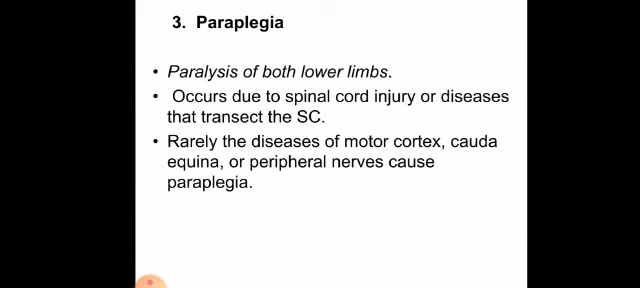 3. Paraplegia
• Paralysis of both lower limbs.
• Occurs due to spinal cord injury or diseases
that transect the SC.
• Rarely the diseases of motor cortex, cauda
equina, or peripheral nerves cause
paraplegia.